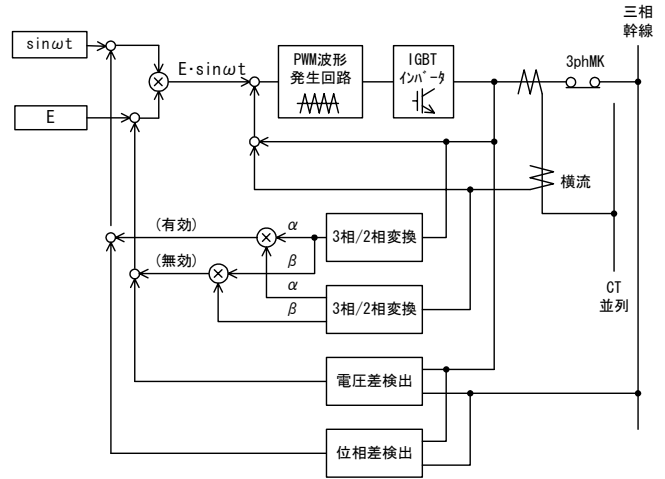 三相
幹線
sinωt
E
E·sinωt
PWM波形
発生回路
IGBT
インバータ
3phMK
横流
CT
並列
(有効)
α
3相/2相変換
(無効)
β
α
β
3相/2相変換
電圧差検出
位相差検出